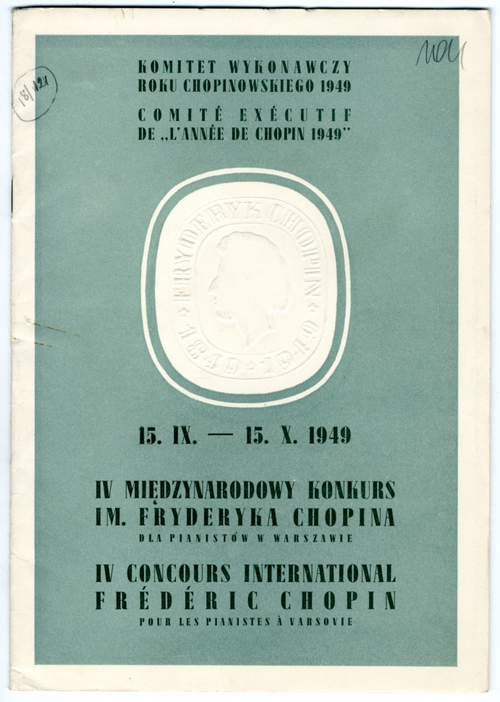 18/121
KOMITET WYKONAWCZY
ROKU CHOPINOWSKIEGO 1949
COMITÉ EXÉCUTIF
DE „L'ANNÉE DE CHOPIN 1949"
FRYDERYK CHOPIN
1849 · 1949
15. IX. — 15. X. 1949
IV MIĘDZYNARODOWY KONKURS
IM. FRYDERYKA CHOPINA
DLA PIANISTÓW W WARSZAWIE
IV CONCOURS INTERNATIONAL
FRÉDÉRIC CHOPIN
POUR LES PIANISTES À VARSOVIE